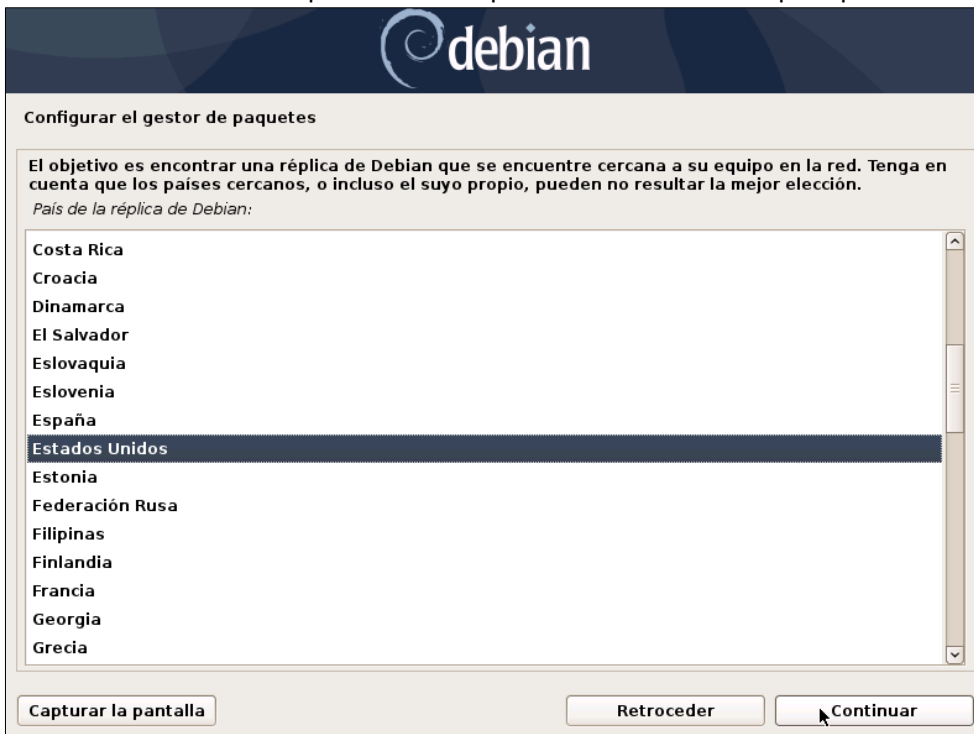 debian
Configurar el gestor de paquetes
El objetivo es encontrar una réplica de Debian que se encuentre cercana a su equipo en la red. Tenga en
cuenta que los países cercanos, o incluso el suyo propio, pueden no resultar la mejor elección.
País de la réplica de Debian:
Costa Rica
Croacia
Dinamarca
El Salvador
Eslovaquia
Eslovenia
España
Estados Unidos
Estonia
Federación Rusa
Filipinas
Finlandia
Francia
Georgia
Grecia
Capturar la pantalla
Retroceder
Continuar